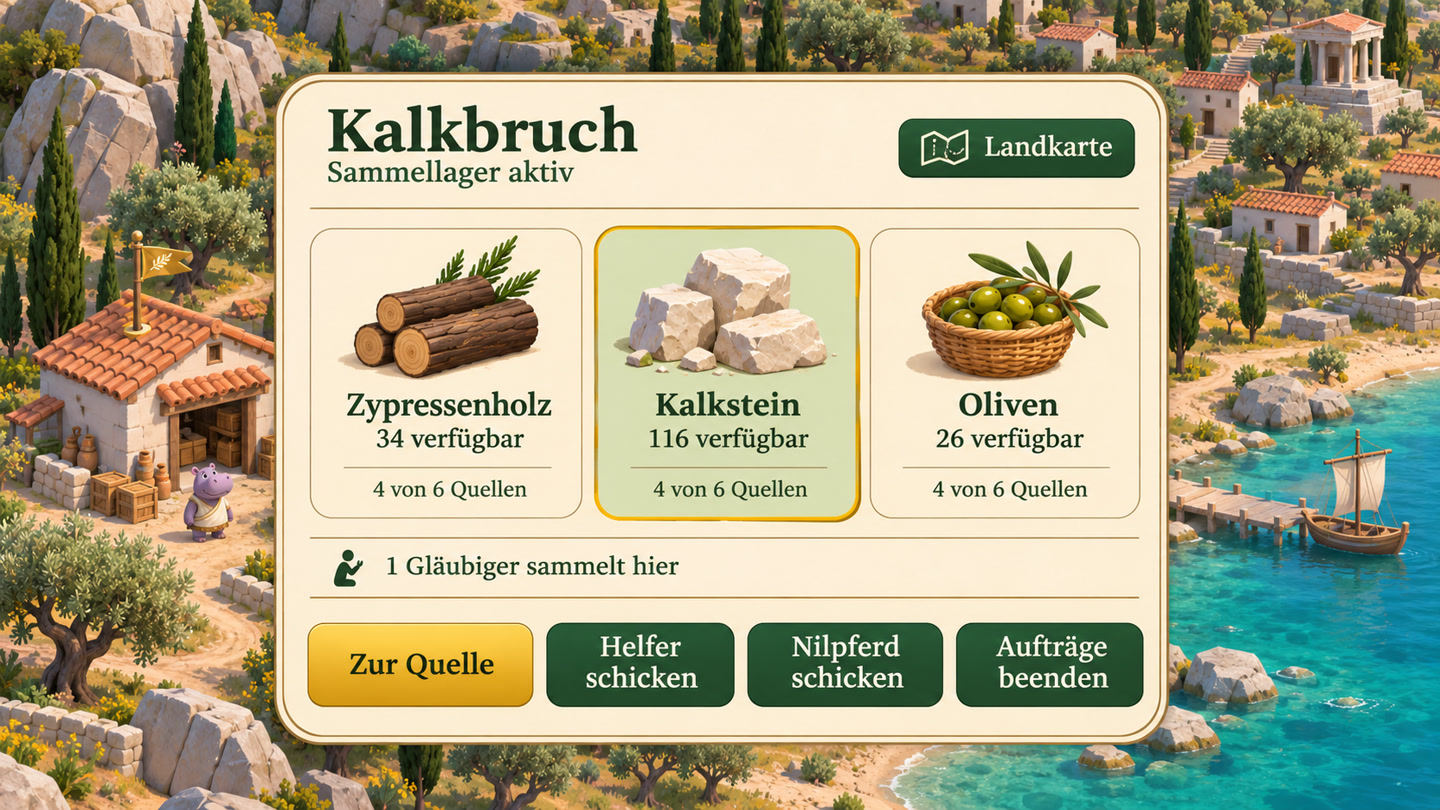 Kalkbruch
Sammellager aktiv
Landkarte
Zypressenholz
34 verfügbar
4 von 6 Quellen
Kalkstein
116 verfügbar
4 von 6 Quellen
Oliven
26 verfügbar
4 von 6 Quellen
1 Gläubiger sammelt hier
Zur Quelle
Helfer
schicken
Nilpferd
schicken
Aufträge
beenden